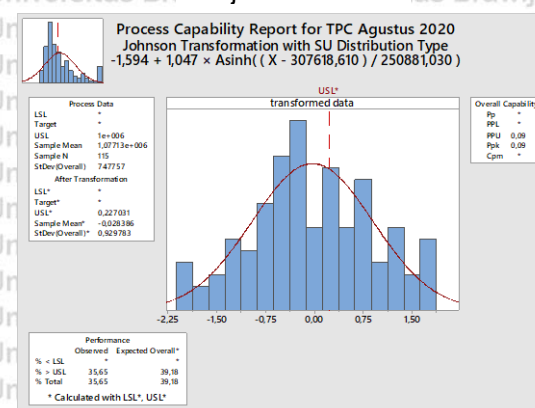 Process Capability Report for TPC Agustus 2020
Johnson Transformation with SU Distribution Type
-1,594 + 1,047 × Asinh( ( X - 307618,610 ) / 250881,030 )
Process Data
LSL *
Target *
USL 1e+006
Sample Mean 1,07713e+006
Sample N 115
StDev(Overall) 747757
After Transformation
LSL* *
Target* *
USL* 0,227031
Sample Mean* -0,028386
StDev(Overall)* 0,929783
USL*
transformed data
Overall Capability
Pp *
PPL *
PPU 0,09
Ppk 0,09
Cpm *
-2,25 -1,50 -0,75 0,00 0,75 1,50
Performance
Observed Expected Overall*
% < LSL * *
% > USL 35,65 39,18
% Total 35,65 39,18
* Calculated with LSL*, USL*